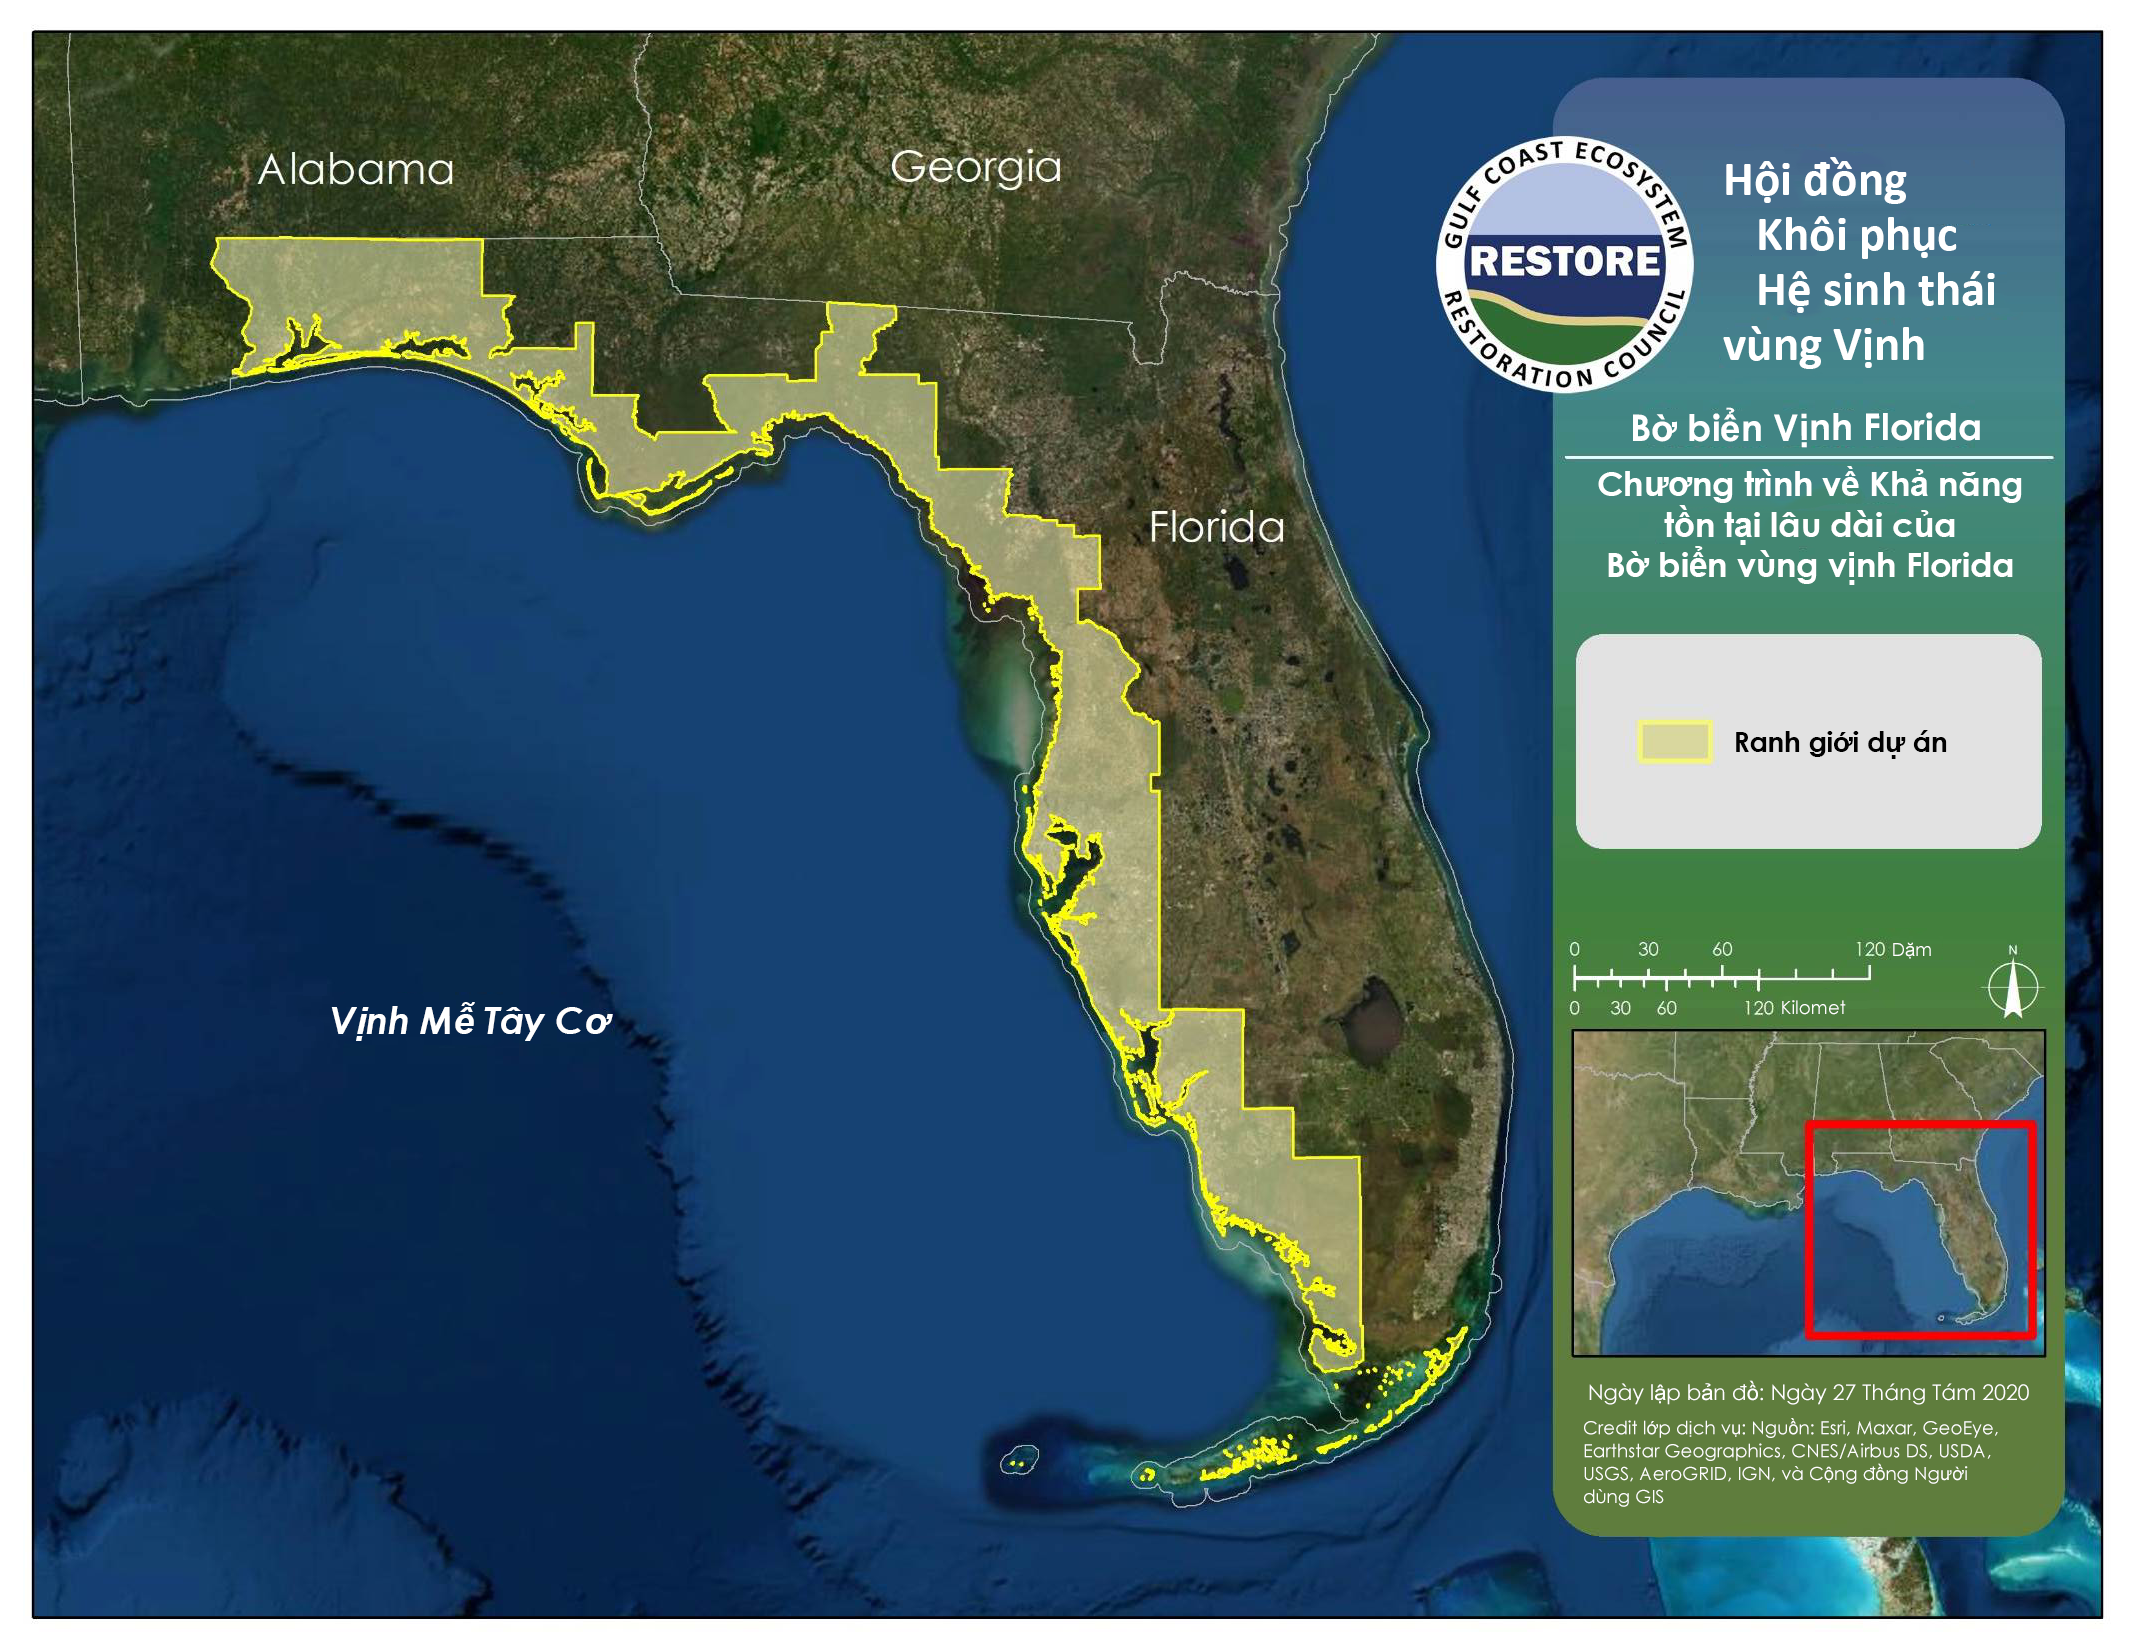 Alabama
Georgia
Florida
Vịnh Mễ Tây Cơ
GULF COAST ECOSYSTEM
RESTORE
RESTORATION COUNCIL
Hội đồng
Khôi phục
Hệ sinh thái
vùng Vịnh
Bờ biển Vịnh Florida
Chương trình về Khả năng
tồn tại lâu dài của
Bờ biển vùng vịnh Florida
Ranh giới dự án
0 30 60 120 Dặm
0 30 60 120 Kilomet
N
Ngày lập bản đồ: Ngày 27 Tháng Tám 2020
Credit lớp dịch vụ: Nguồn: Esri, Maxar, GeoEye,
Earthstar Geographics, CNES/Airbus DS, USDA,
USGS, AeroGRID, IGN, và Cộng đồng Người
dùng GIS